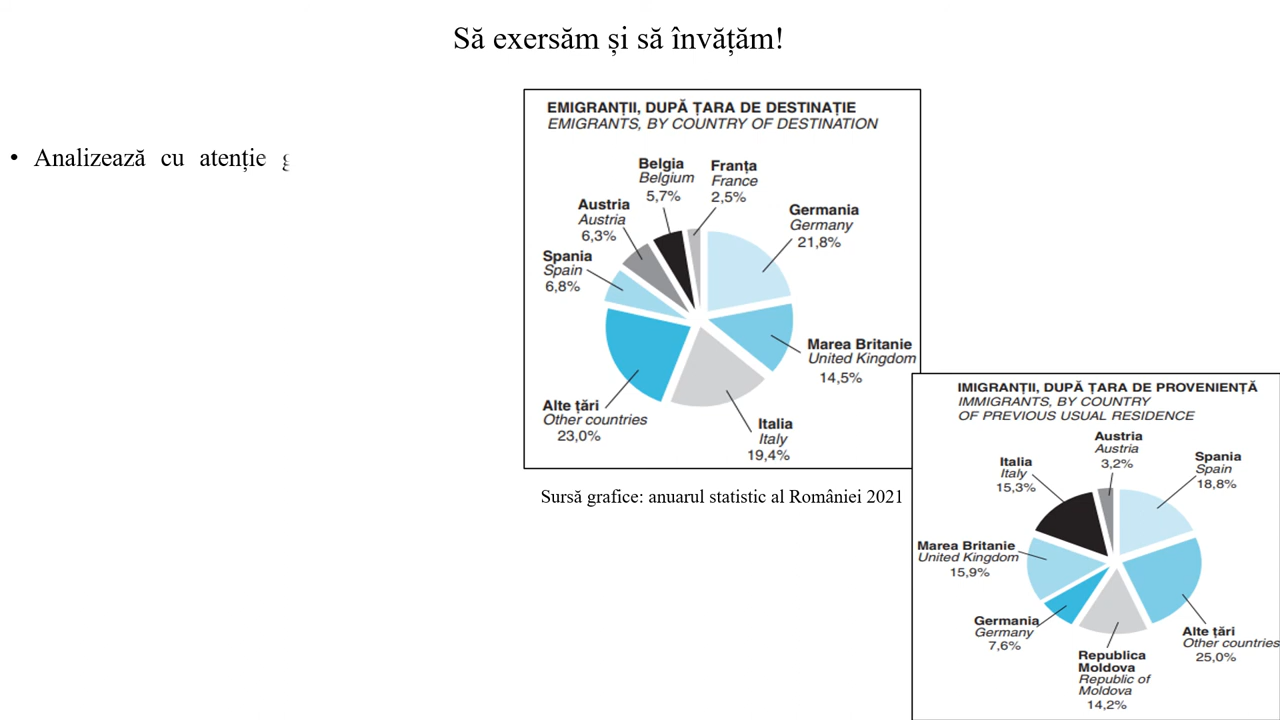 Să exersăm și să învățăm!
• Analizează cu atenție
EMIGRANȚII, DUPĂ ȚARA DE DESTINAȚIE
EMIGRANTS, BY COUNTRY OF DESTINATION
Belgia
Belgium
5,7%
Franța
France
2,5%
Austria
Austria
6,3%
Germania
Germany
21,8%
Spania
Spain
6,8%
Marea Britanie
United Kingdom
14,5%
Alte țări
Other countries
23,0%
Italia
Italy
19,4%
Sursă grafice: anuarul statistic al României 2021
IMIGRANȚII, DUPĂ ȚARA DE PROVENIENȚĂ
IMMIGRANTS, BY COUNTRY
OF PREVIOUS USUAL RESIDENCE
Austria
Austria
3,2%
Italia
Italy
15,3%
Spania
Spain
18,8%
Marea Britanie
United Kingdom
15,9%
Germania
Germany
7,6%
Alte țări
Other countries
25,0%
Republica
Moldova
Republic of
Moldova
14,2%